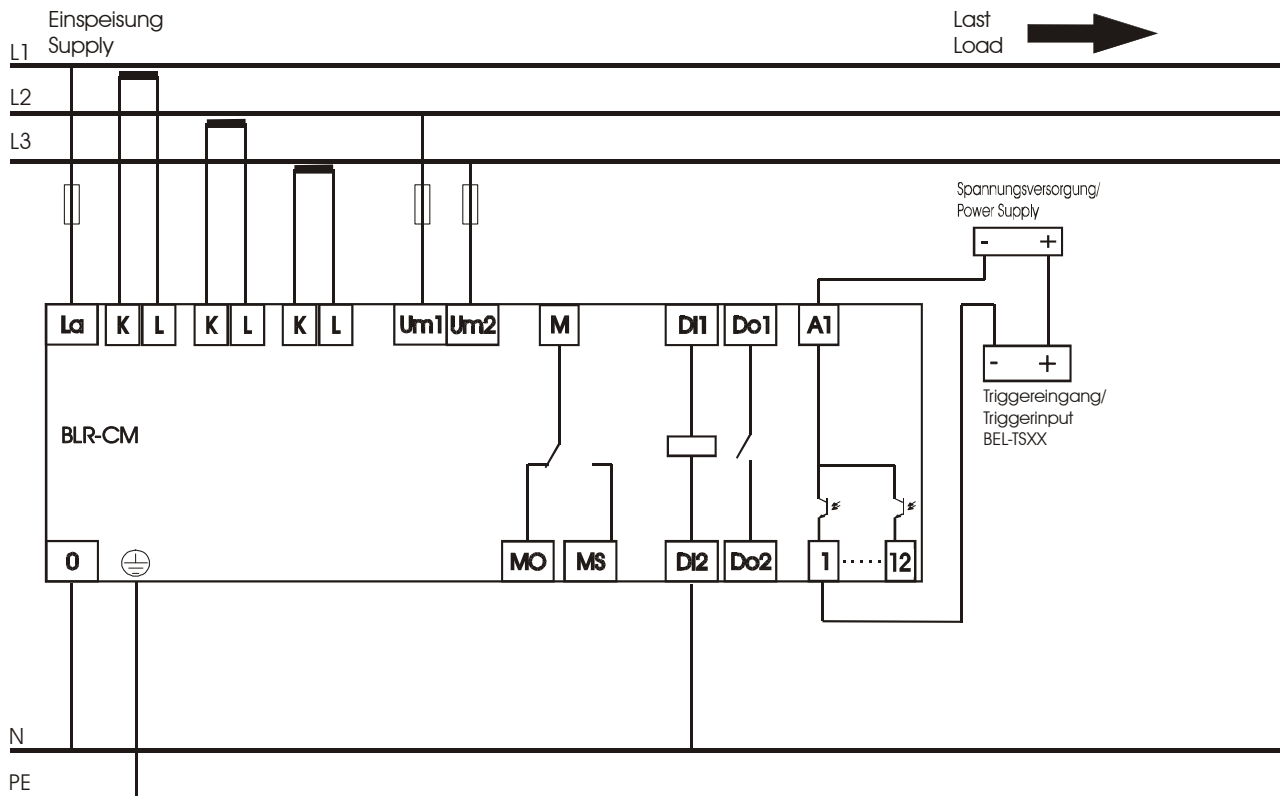 Einspeisung
Supply
Last
Load
L1
L2
L3
Spannungsversorgung/
Power Supply
- +
La K L K L K L Um1 Um2 M DI1 Do1 A1
- +
Triggereingang/
Triggerinput
BEL-TSXX
BLR-CM
0 MO MS DI2 Do2 1 ..... 12
N
PE